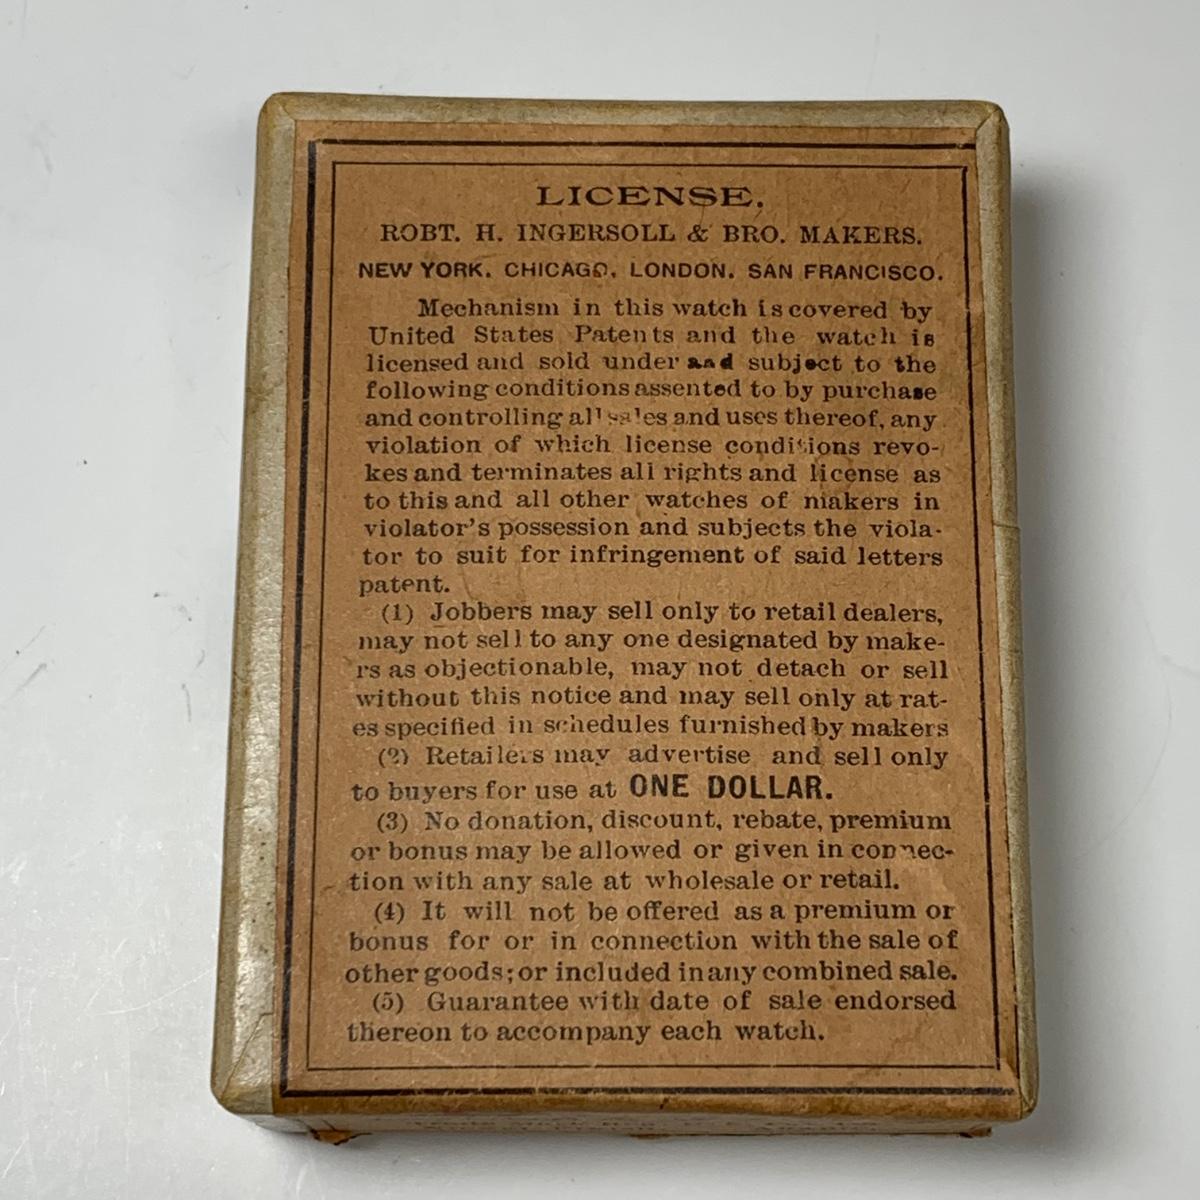 LICENSE.
ROBT. H. INGERSOLL & BRO. MAKERS.
NEW YORK. CHICAGO. LONDON. SAN FRANCISCO.
Mechanism in this watch is covered by
United States Patents and the watch is
licensed and sold under and subject to the
following conditions assented to by purchase
and controlling all sales and uses thereof, any
violation of which license conditions revo-
kes and terminates all rights and license as
to this and all other watches of makers in
violator's possession and subjects the viola-
tor to suit for infringement of said letters
patent.
(1) Jobbers may sell only to retail dealers,
may not sell to any one designated by make-
rs as objectionable, may not detach or sell
without this notice and may sell only at rat-
es specified in schedules furnished by makers
(2) Retailers may advertise and sell only
to buyers for use at ONE DOLLAR.
(3) No donation, discount, rebate, premium
or bonus may be allowed or given in connec-
tion with any sale at wholesale or retail.
(4) It will not be offered as a premium or
bonus for or in connection with the sale of
other goods; or included in any combined sale.
(5) Guarantee with date of sale endorsed
thereon to accompany each watch.